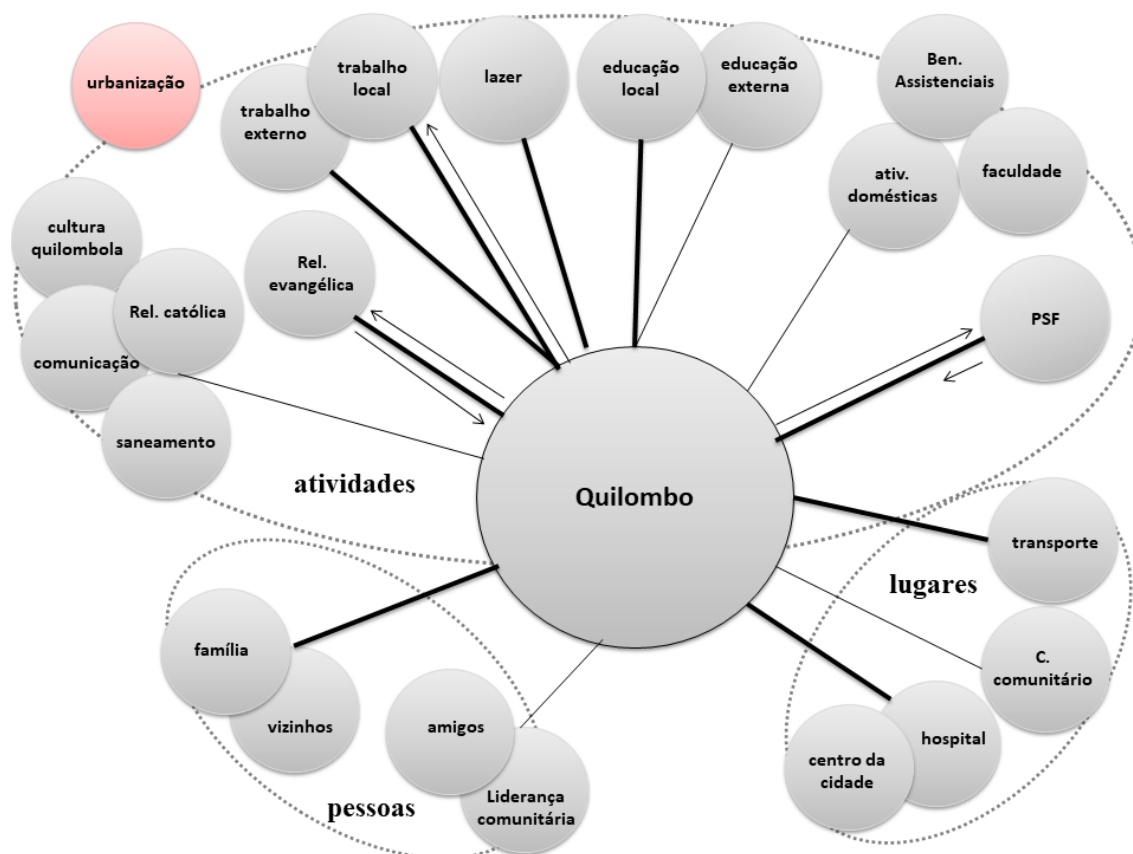 urbanização
trabalho
local
trabalho
externo
lazer
educação
local
educação
externa
Ben.
Assistenciais
ativ.
domésticas
faculdade
cultura
quilombola
Rel.
evangélica
Rel. católica
comunicação
saneamento
PSF
atividades
Quilombo
transporte
lugares
C.
comunitário
hospital
centro da
cidade
família
vizinhos
amigos
Liderança
comunitária
pessoas